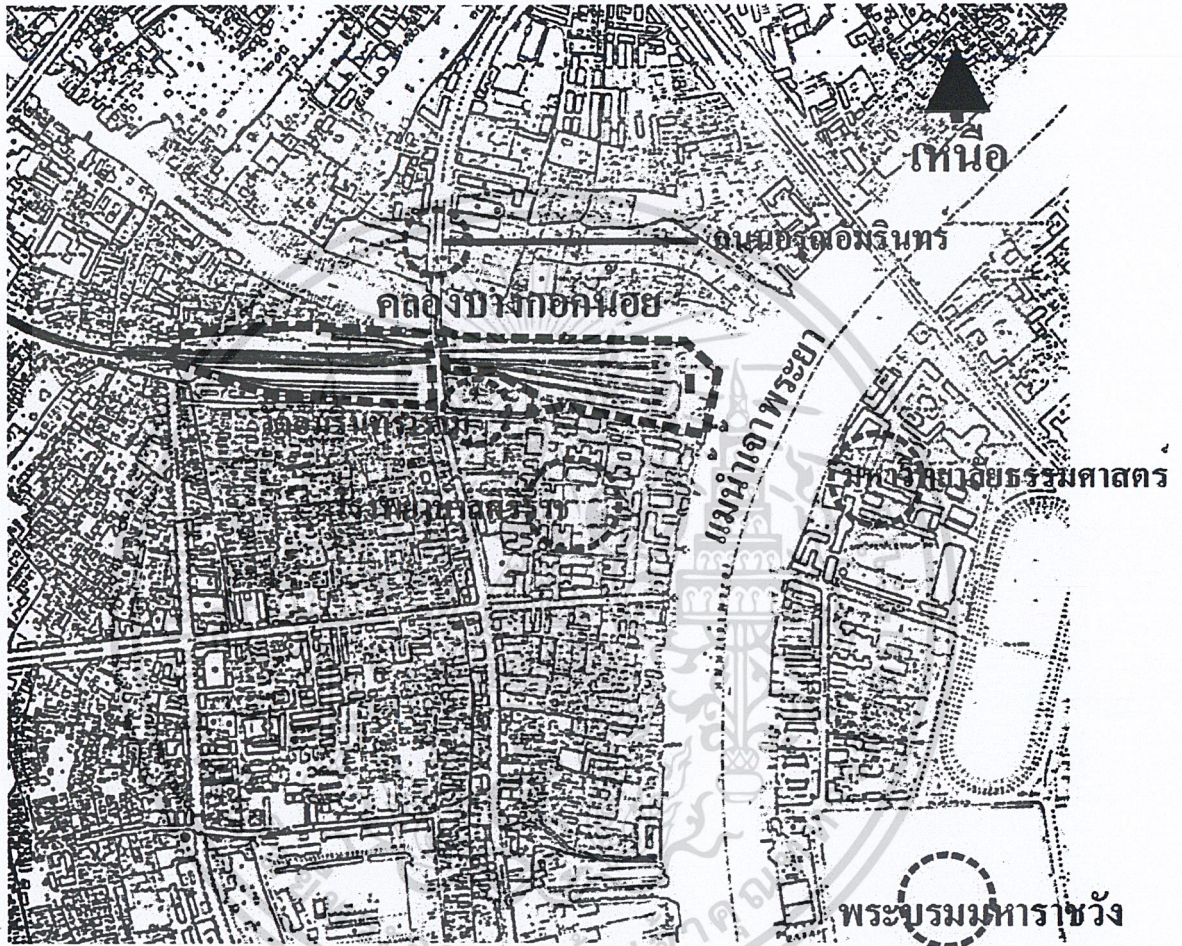 เหนือ
ถนนอรุณอัมรินทร์
คลองบางกอกน้อย
แม่น้ำเจ้าพระยา
วัดอมรินทราราม
มหาวิทยาลัยธรรมศาสตร์
โรงพยาบาลศิริราช
พระบรมมหาราชวัง